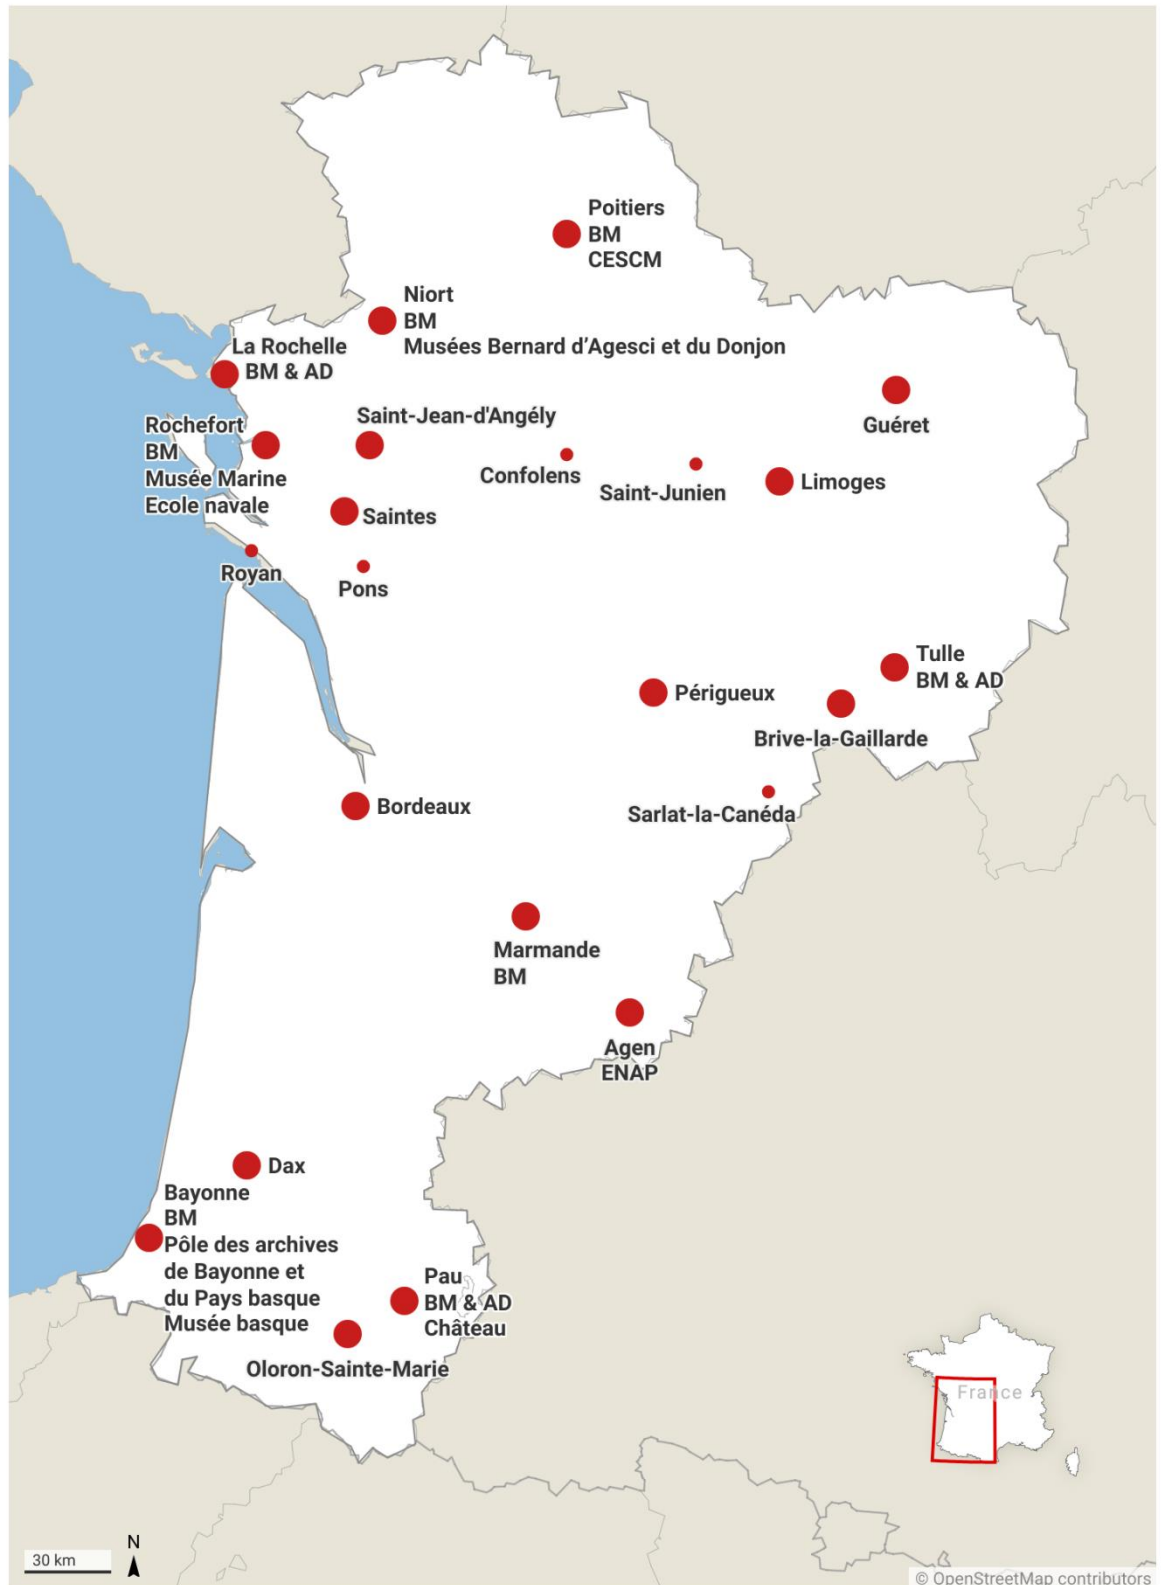 Poitiers
BM
CESCM
Niort
BM
Musées Bernard d'Agesci et du Donjon
La Rochelle
BM & AD
Guéret
Saint-Jean-d'Angély
Rochefort
BM
Musée Marine
Ecole navale
Confolens
Saint-Junien
Limoges
Saintes
Royan
Pons
Tulle
BM & AD
Périgueux
Brive-la-Gaillarde
Bordeaux
Sarlat-la-Canéda
Marmande
BM
Agen
ENAP
Dax
Bayonne
BM
Pôle des archives
de Bayonne et
du Pays basque
Musée basque
Pau
BM & AD
Château
Oloron-Sainte-Marie
France
30 km
N
© OpenStreetMap contributors